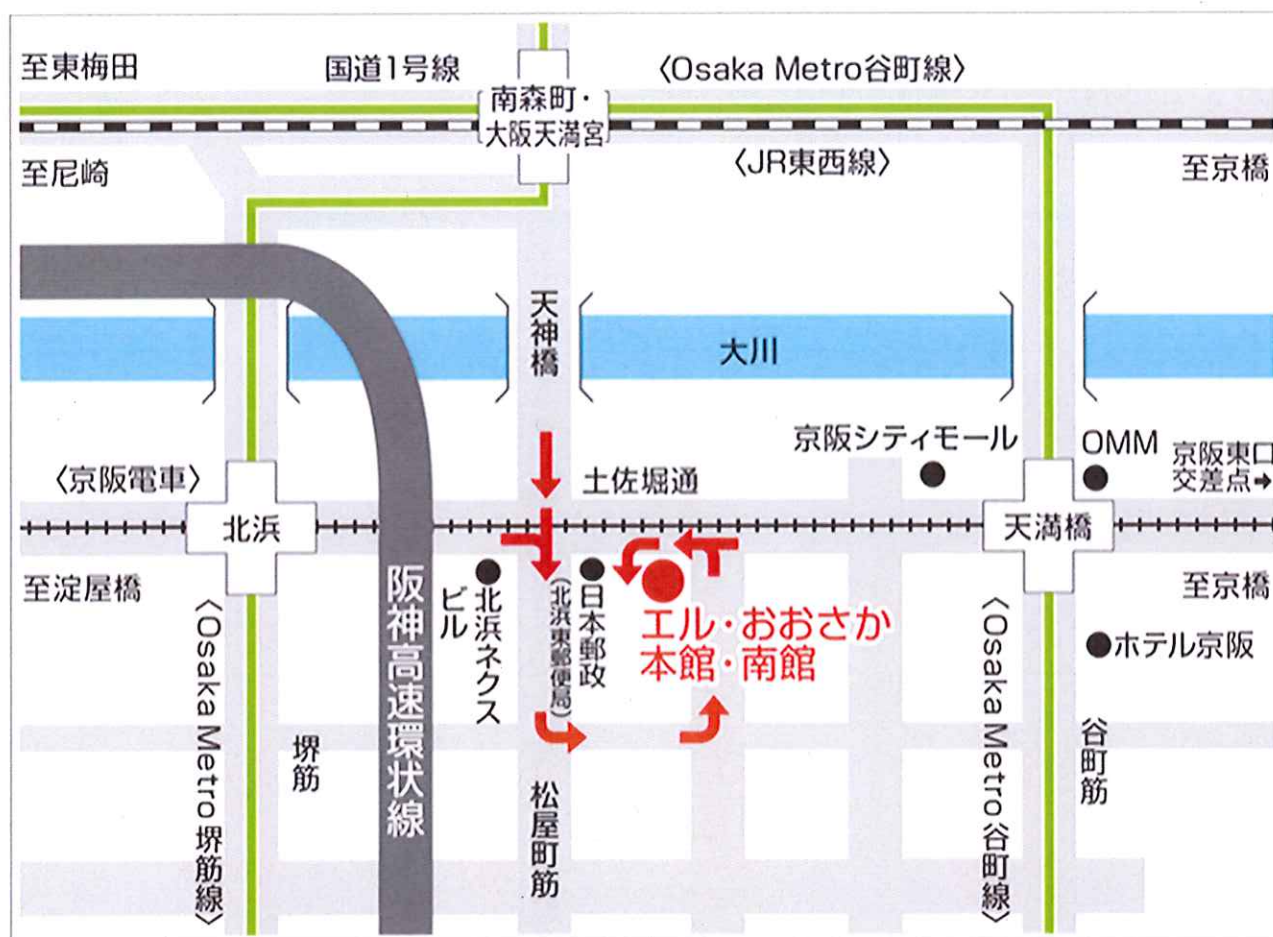 至東梅田
国道1号線
〈Osaka Metro谷町線〉
南森町・
大阪天満宮
至尼崎
〈JR東西線〉
至京橋
天神橋
大川
京阪シティモール
OMM
京阪東口
交差点➡
〈京阪電車〉
土佐堀通
北浜
天満橋
至淀屋橋
阪神高速環状線
北浜ネクス
ビル
日本郵政
(北浜東郵便局)
エル・おおさか
本館・南館
至京橋
ホテル京阪
〈Osaka Metro 堺筋線〉
堺筋
松屋町筋
〈Osaka Metro 谷町線〉
谷町筋